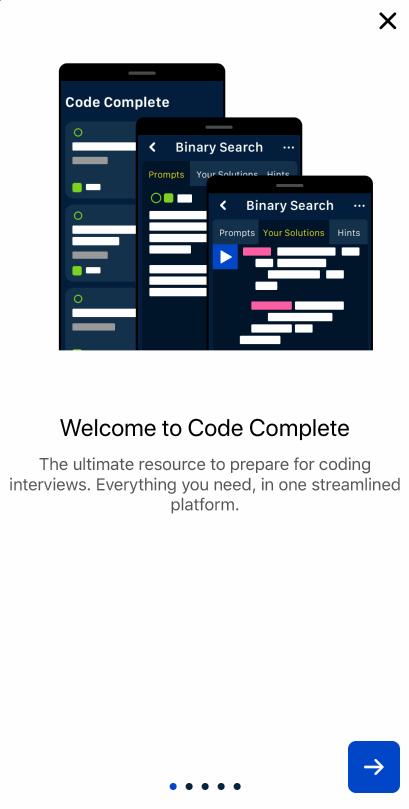 Code Complete
Binary Search
Prompts Your Solutions Hints
Binary Search
Prompts Your Solutions Hints
Welcome to Code Complete
The ultimate resource to prepare for coding
interviews. Everything you need, in one streamlined
platform.